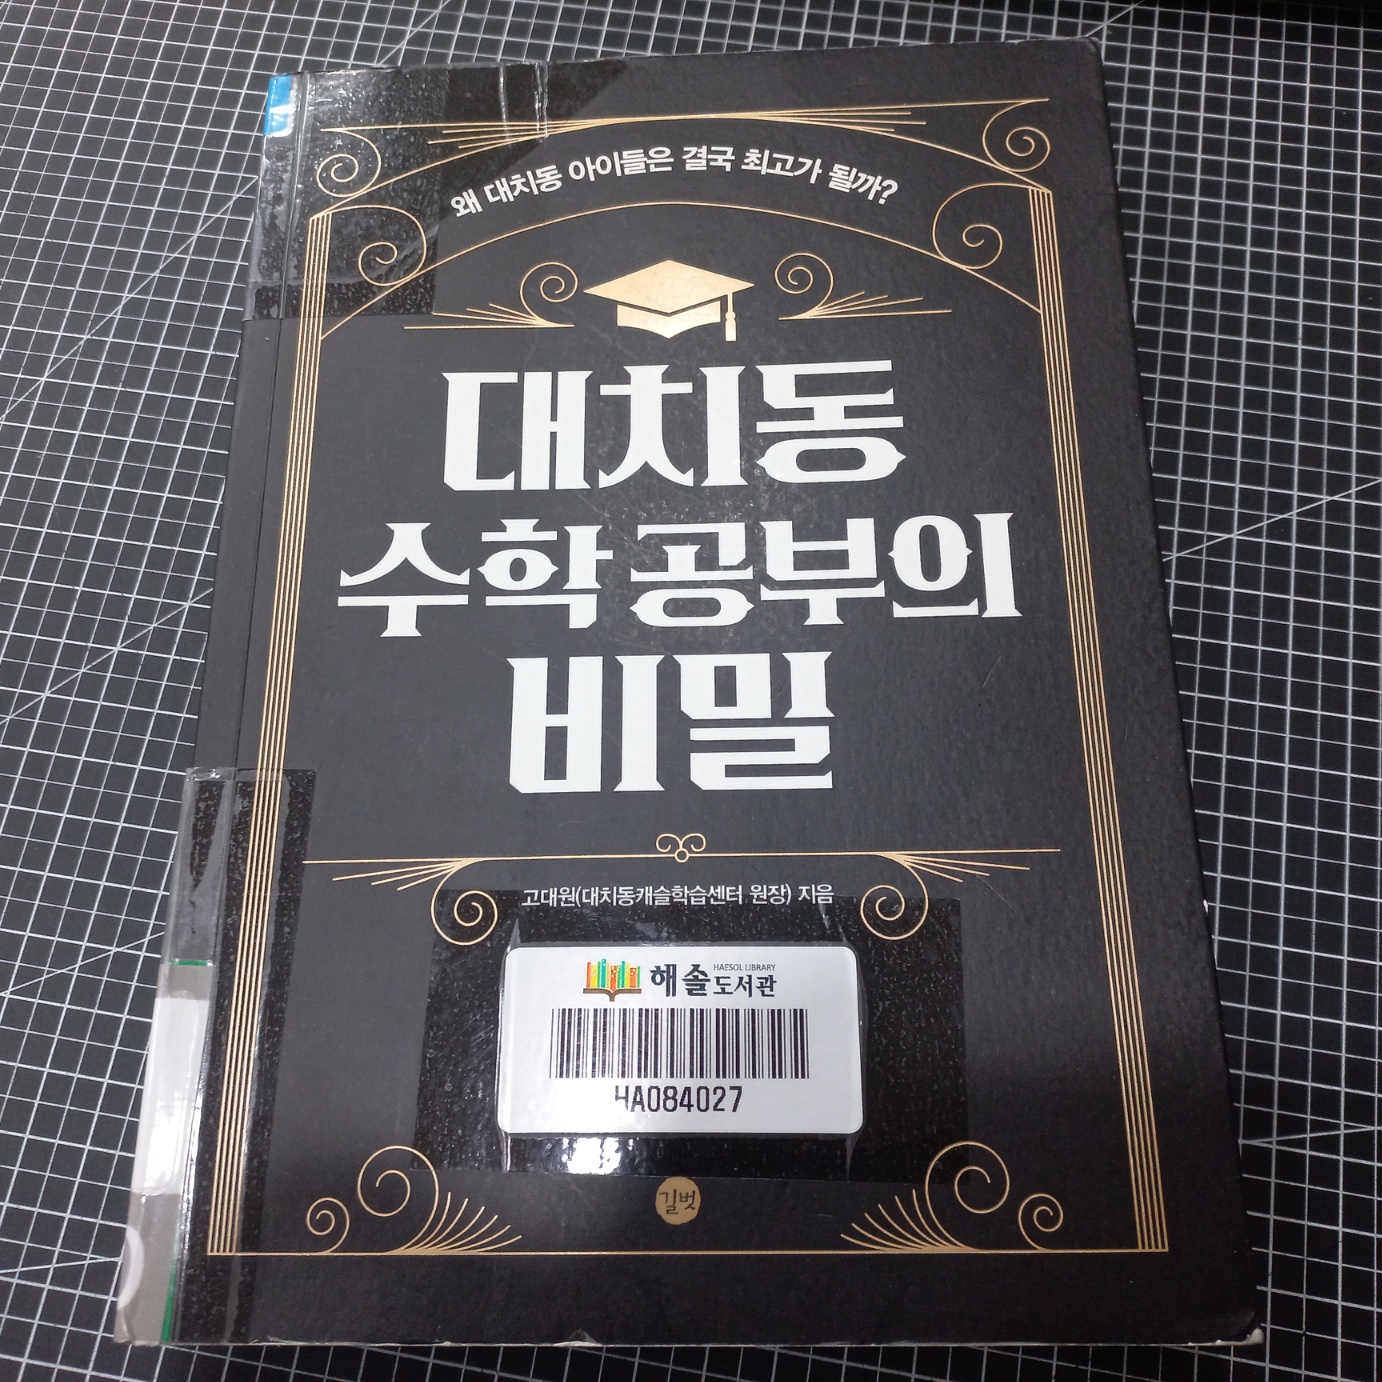 왜 대치동 아이들은 결국 최고가 될까?
대치동
수학 공부의
비밀
고대원(대치동캐슬학습센터 원장) 지음
HAESOL LIBRARY
해솔도서관
HA084027
길벗